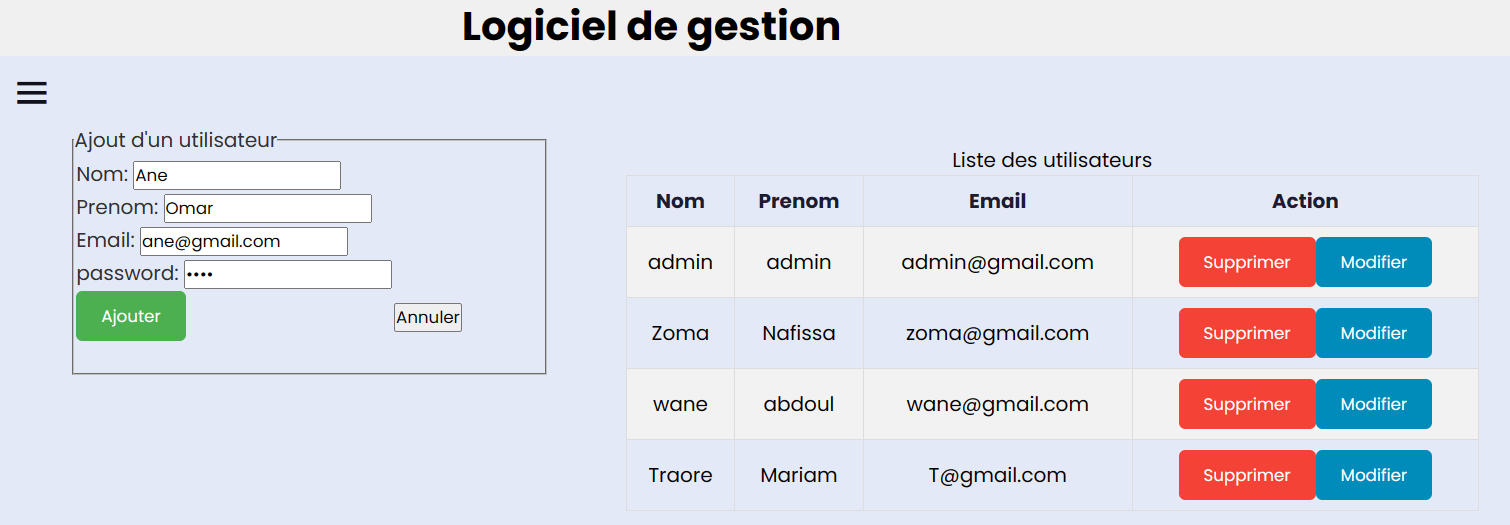 Logiciel de gestion
Ajout d'un utilisateur
Nom: Ane
Prenom: Omar
Email: ane@gmail.com
password: ••••
Ajouter Annuler
Liste des utilisateurs
Nom Prenom Email Action
admin admin admin@gmail.com Supprimer Modifier
Zoma Nafissa zoma@gmail.com Supprimer Modifier
wane abdoul wane@gmail.com Supprimer Modifier
Traore Mariam T@gmail.com Supprimer Modifier